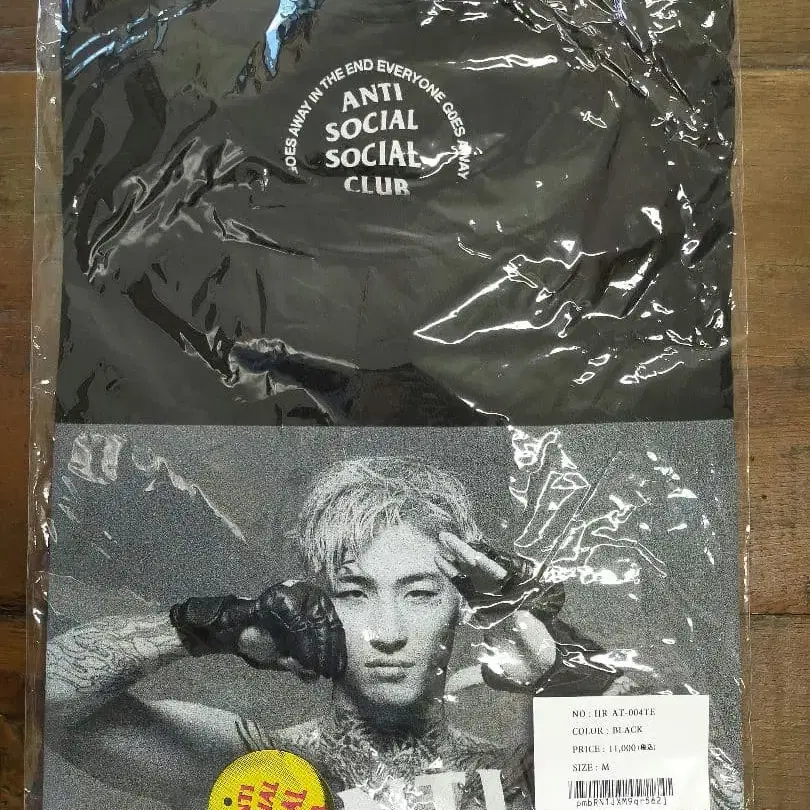 GOES AWAY IN THE END EVERYONE GOES AWAY
ANTI
SOCIAL
SOCIAL
CLUB
NO : HR-AT-004TE
COLOR : BLACK
PRICE : 11,000 (税込)
SIZE : M